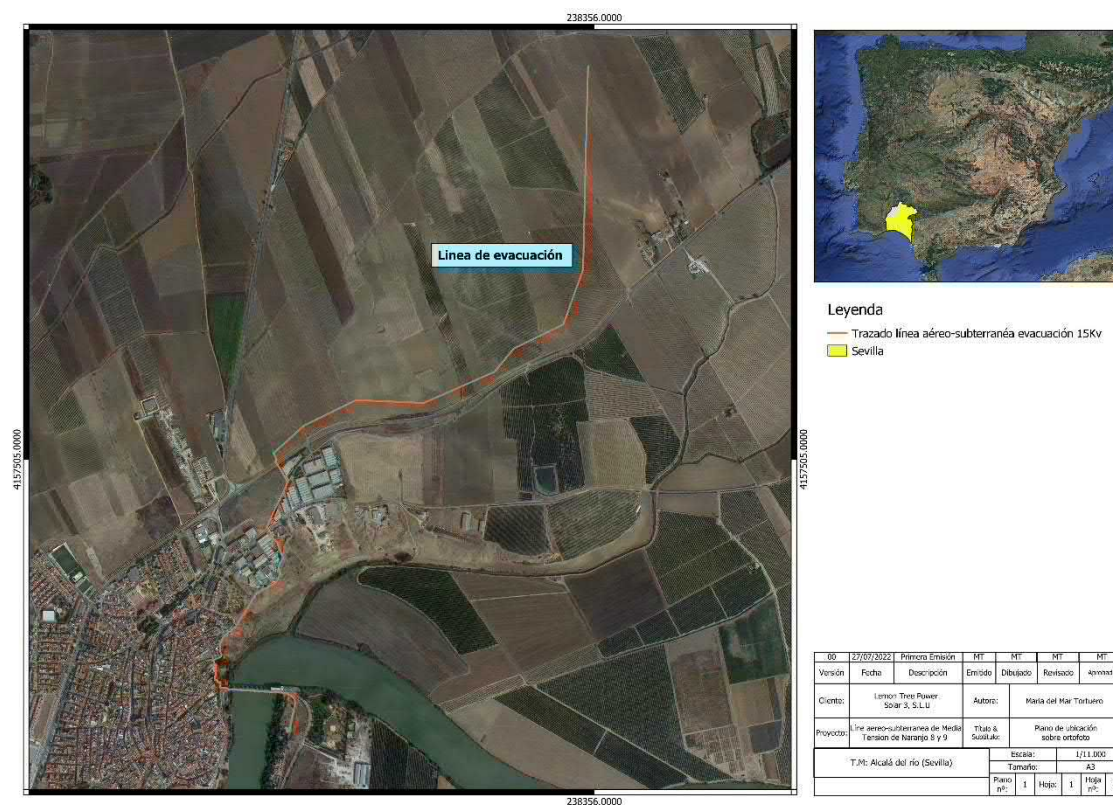 238356.0000
4157505.0000
4157505.0000
Linea de evacuación
238356.0000
Leyenda
Trazado línea aéreo-subterranéa evacuación 15Kv
Sevilla
00 27/07/2022 Primera Emisión MT MT MT MT
Versión Fecha Descripción Emitido Dibujado Revisado
Cliente: Lemon Tree Power Solar 3, S.L.U Autora: Maria del Mar Tortuero
Proyecto: Line aereo-subterranea de Media Tension de Naranjo 8 y 9 Título & Subtítulo: Plano de ubicación sobre ortofoto
T.M: Alcalá del río (Sevilla) Escala: 1/11.000
Tamaño: A3
Plano nº: 1 Hoja: 1 Hoja nº: